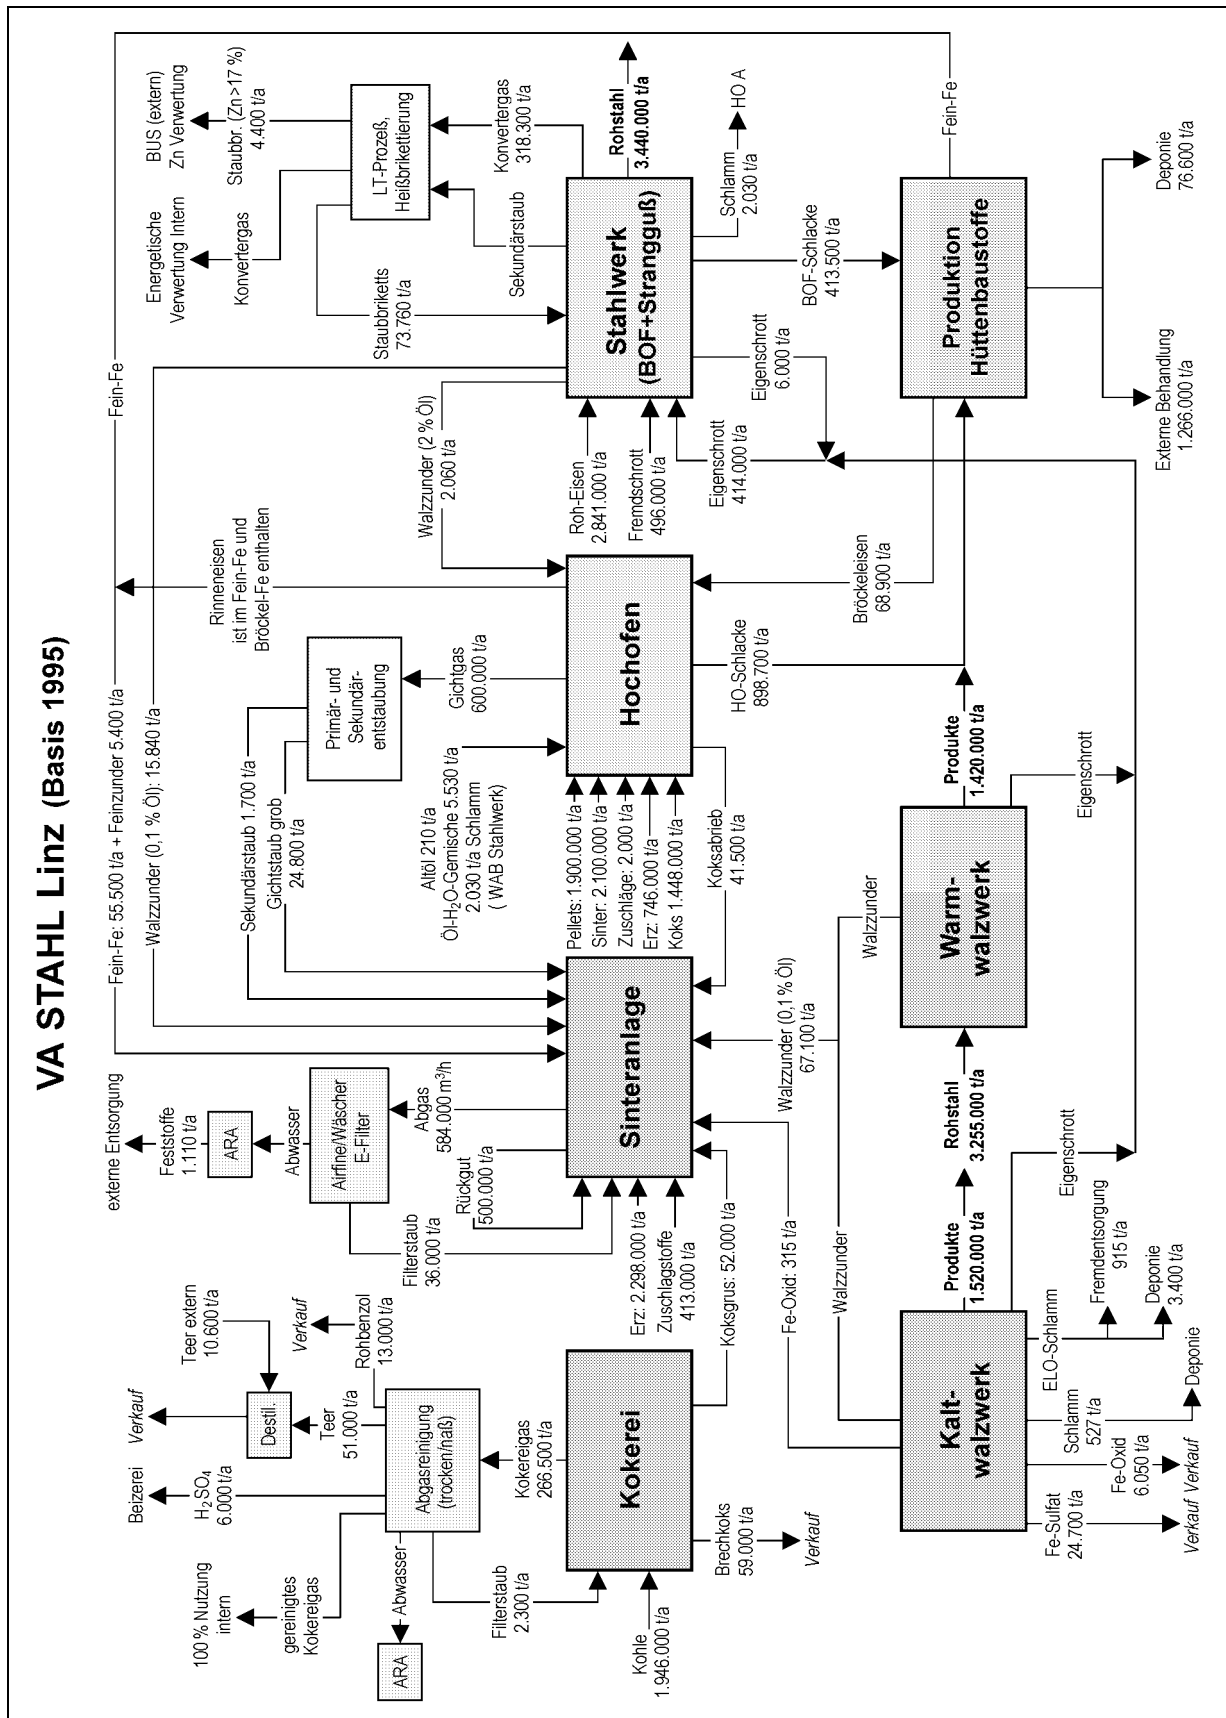 VA STAHL Linz (Basis 1995)
Fein-Fe: 55.500 t/a + Feinzunder 5.400 t/a
Fein-Fe
Walzzunder (0,1 % Öl): 15.840 t/a
externe Entsorgung
Feststoffe
1.110 t/a
ARA
Abwasser
Airfine/Wäscher
E-Filter
Abgas
584.000 m³/h
Filterstaub
36.000 t/a
Rückgut
500.000 t/a
Erz: 2.298.000 t/a
Zuschlagstoffe
413.000 t/a
Koksgrus: 52.000 t/a
Sinteranlage
100 % Nutzung
intern
gereinigtes
Kokereigas
Beizerei
H₂SO₄
6.000 t/a
Verkauf
Destil.
Teer extern
10.600 t/a
Teer
51.000 t/a
Verkauf
Rohbenzol
13.000 t/a
Abgasreinigung
(trocken/naß)
Abwasser
ARA
Filterstaub
2.300 t/a
Kokereigas
266.500 t/a
Kohle
1.946.000 t/a
Kokerei
Brechkoks
59.000 t/a
Verkauf
Sekundärstaub 1.700 t/a
Gichtstaub grob
24.800 t/a
Primär- und
Sekundär-
entstaubung
Gichtgas
600.000 t/a
Rinneneisen
ist im Fein-Fe und
Bröckel-Fe enthalten
Altöl 210 t/a
Öl-H₂O-Gemische 5.530 t/a
2.030 t/a Schlamm
( WAB Stahlwerk)
Pellets: 1.900.000 t/a
Sinter: 2.100.000 t/a
Zuschläge: 2.000 t/a
Erz: 746.000 t/a
Koks 1.448.000 t/a
Hochofen
Koksabrieb
41.500 t/a
HO-Schlacke
898.700 t/a
Bröckeleisen
68.900 t/a
Walzzunder (2 % Öl)
2.060 t/a
Energetische
Verwertung Intern
Konvertergas
BUS (extern)
Zn Verwertung
Staubbr. (Zn >17 %)
4.400 t/a
LT-Prozeß,
Heißbrikettierung
Staubbriketts
73.760 t/a
Sekundärstaub
Konvertergas
318.300 t/a
Roh-Eisen
2.841.000 t/a
Fremdschrott
496.000 t/a
Eigenschrott
414.000 t/a
Stahlwerk
(BOF+Strangguß)
Rohstahl
3.440.000 t/a
Eigenschrott
6.000 t/a
BOF-Schlacke
413.500 t/a
Schlamm
2.030 t/a
HO A
Fein-Fe
Produktion
Hüttenbaustoffe
Externe Behandlung
1.266.000 t/a
Deponie
76.600 t/a
Walzzunder (0,1 % Öl)
67.100 t/a
Fe-Oxid: 315 t/a
Walzzunder
Walzzunder
Kalt-
walzwerk
Produkte
1.520.000 t/a
Rohstahl
3.255.000 t/a
Warm-
walzwerk
Produkte
1.420.000 t/a
Eigenschrott
Eigenschrott
Fe-Sulfat
24.700 t/a
Verkauf
Fe-Oxid
6.050 t/a
Verkauf
Schlamm
527 t/a
Deponie
ELO-Schlamm
Fremdentsorgung
915 t/a
Deponie
3.400 t/a